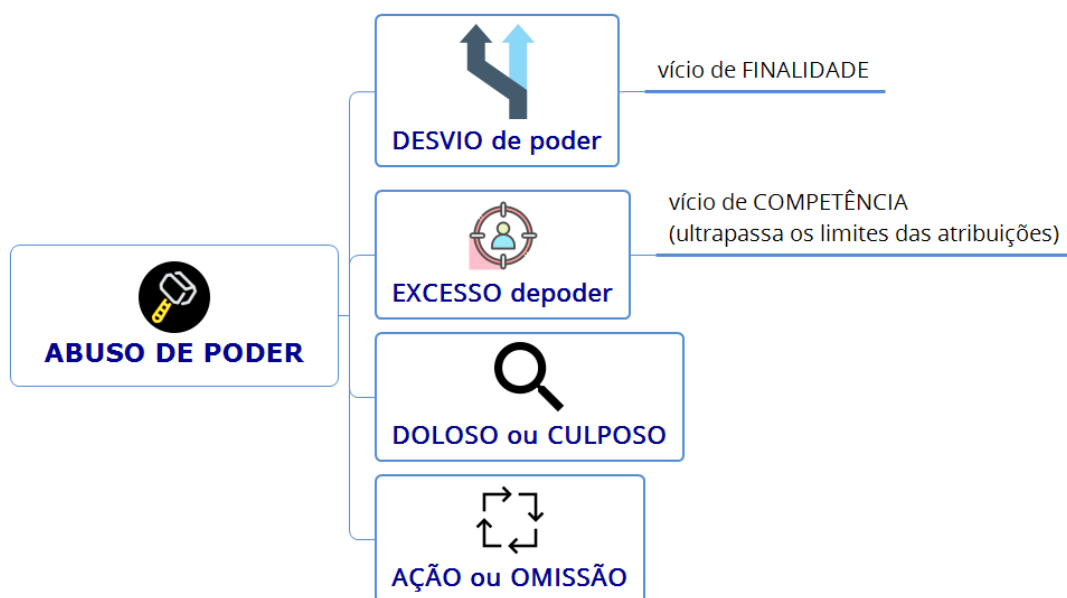 ABUSO DE PODER
DESVIO de poder
vício de FINALIDADE
EXCESSO depoder
vício de COMPETÊNCIA
(ultrapassa os limites das atribuições)
DOLOSO ou CULPOSO
AÇÃO ou OMISSÃO